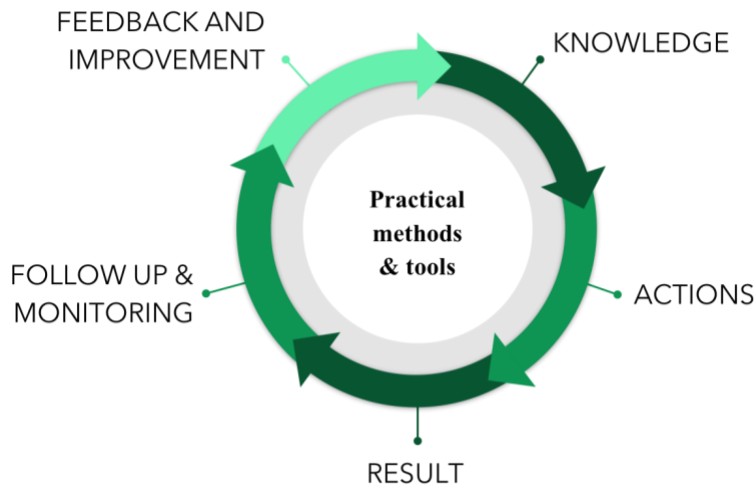 FEEDBACK AND
IMPROVEMENT
KNOWLEDGE
Practical
methods
& tools
FOLLOW UP &
MONITORING
ACTIONS
RESULT